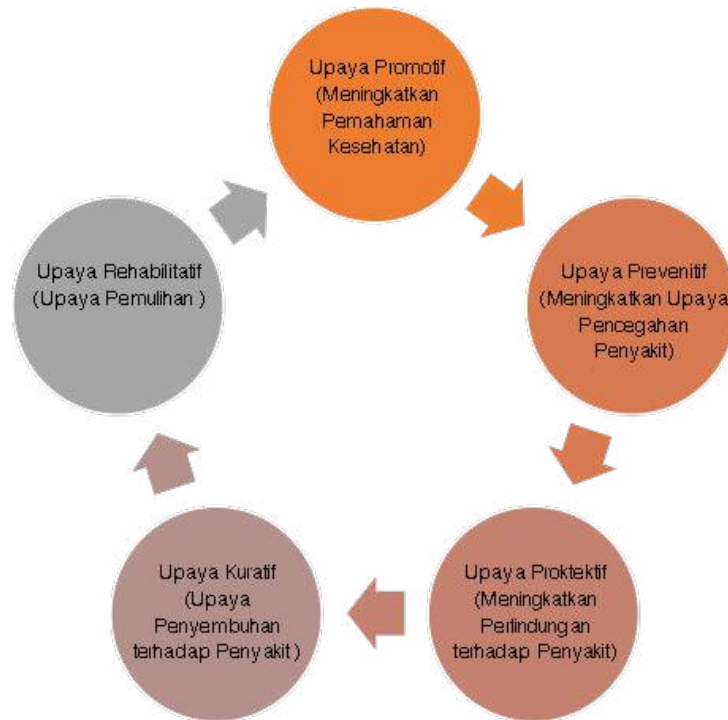 Upaya Promotif
(Meningkatkan
Pemahaman
Kesehatan)
Upaya Prevenitif
(Meningkatkan Upaya
Pencegahan
Penyakit)
Upaya Proktektif
(Meningkatkan
Perlindungan
terhadap Penyakit)
Upaya Kuratif
(Upaya
Penyembuhan
terhadap Penyakit )
Upaya Rehabilitatif
(Upaya Pemulihan )